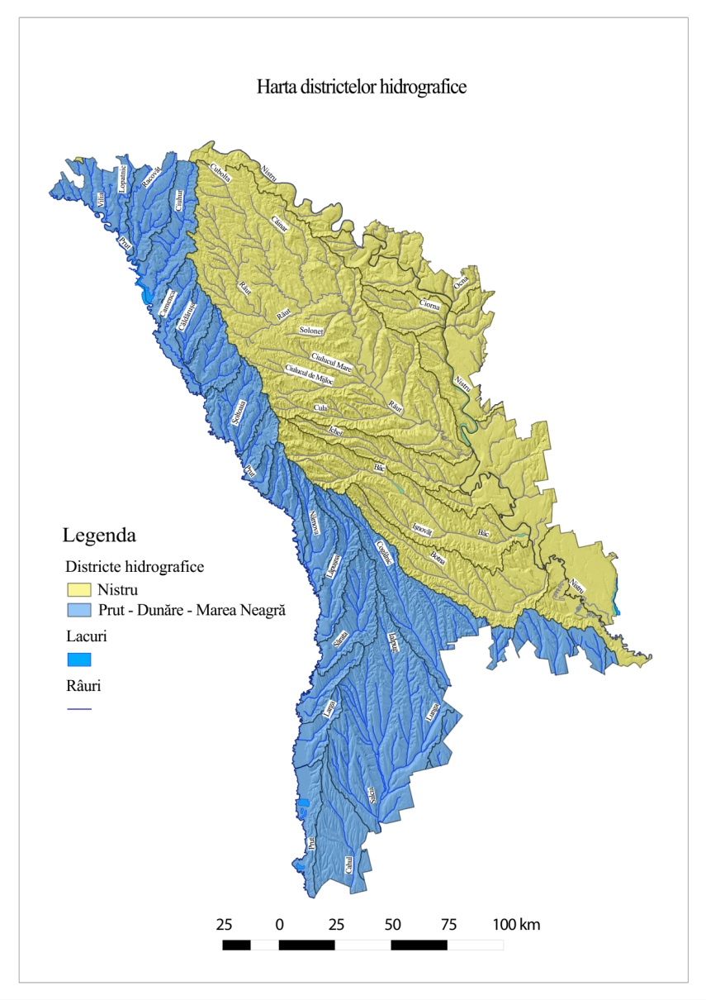 Harta districtelor hidrografice
Nistru
Cubolta
Lopatnic
Racovăț
Vilia
Ciuhur
Căinar
Prut
Ocna
Răut
Camenca
Căldărușa
Ciorna
Răut
Soloneț
Ciulucul Mare
Ciulucul de Mijloc
Nistru
Cula
Răut
Soltoaia
Ichel
Prut
Bâc
Nârnova
Ișnovăț
Bâc
Cogâlnic
Botna
Lăpușna
Nistru
Sărata
Ialpug
Larga
Lunga
Salcia
Prut
Cahul
Legenda
Districte hidrografice
Nistru
Prut - Dunăre - Marea Neagră
Lacuri
Râuri
25 0 25 50 75 100 km